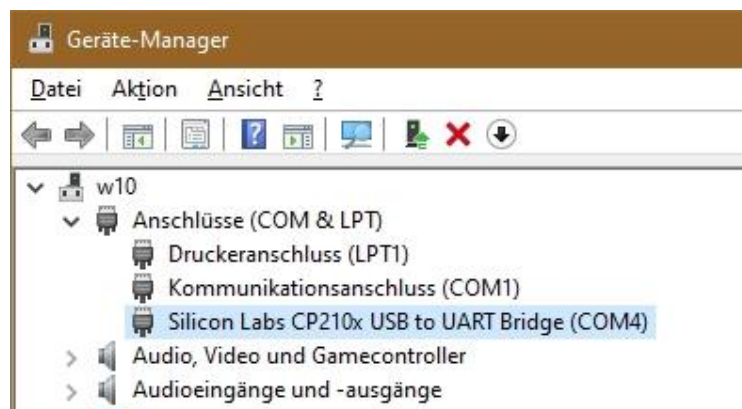 Geräte-Manager
Datei Aktion Ansicht ?
w10
Anschlüsse (COM & LPT)
Druckeranschluss (LPT1)
Kommunikationsanschluss (COM1)
Silicon Labs CP210x USB to UART Bridge (COM4)
Audio, Video und Gamecontroller
Audioeingänge und -ausgänge